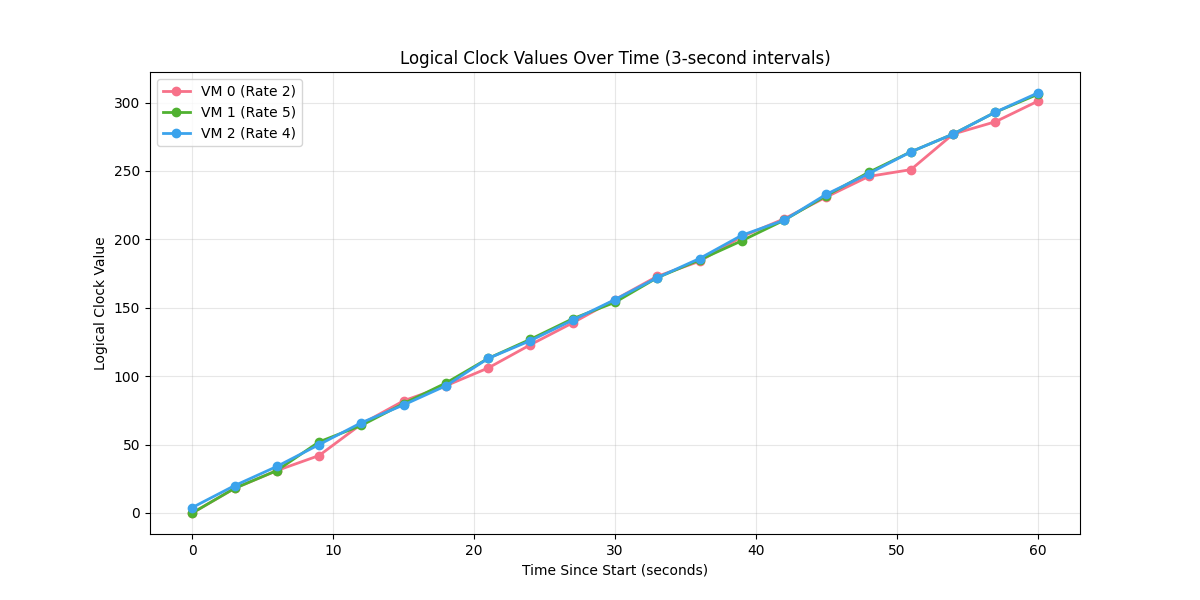 Logical Clock Values Over Time (3-second intervals)
VM 0 (Rate 2)
VM 1 (Rate 5)
VM 2 (Rate 4)
Logical Clock Value
300
250
200
150
100
50
0
0 10 20 30 40 50 60
Time Since Start (seconds)